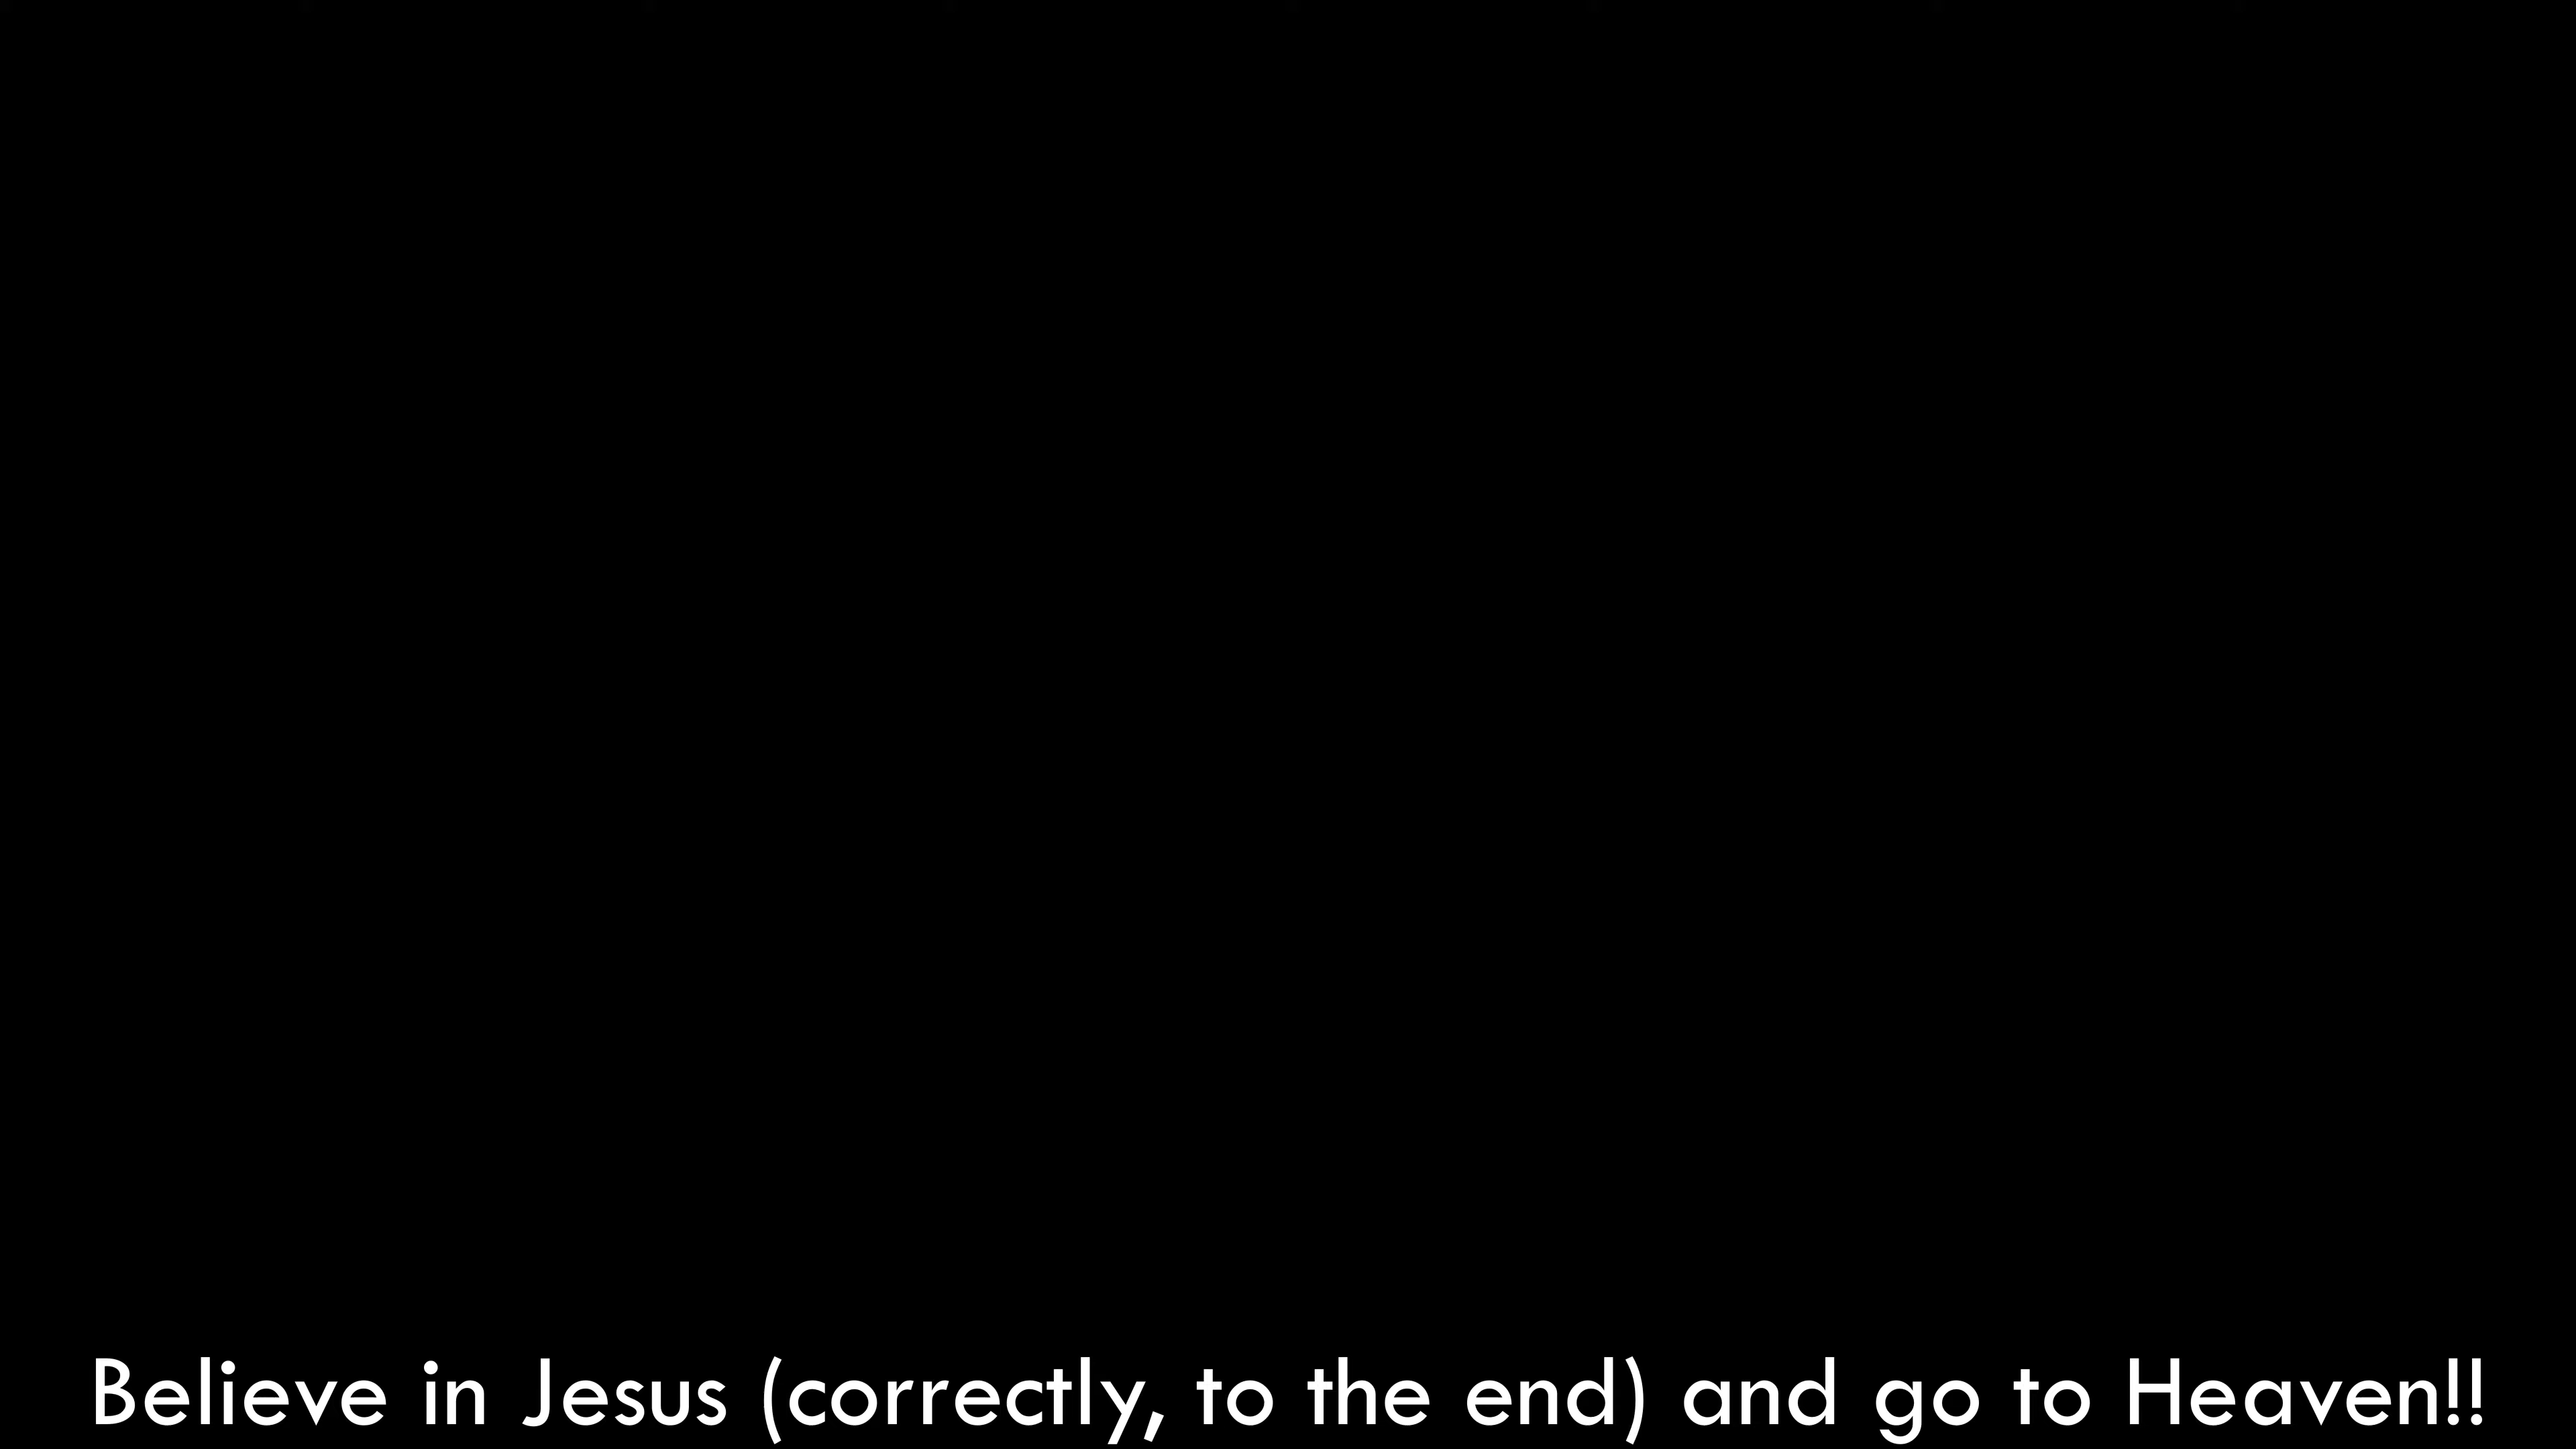 Believe in Jesus (correctly, to the end) and go to Heaven!!